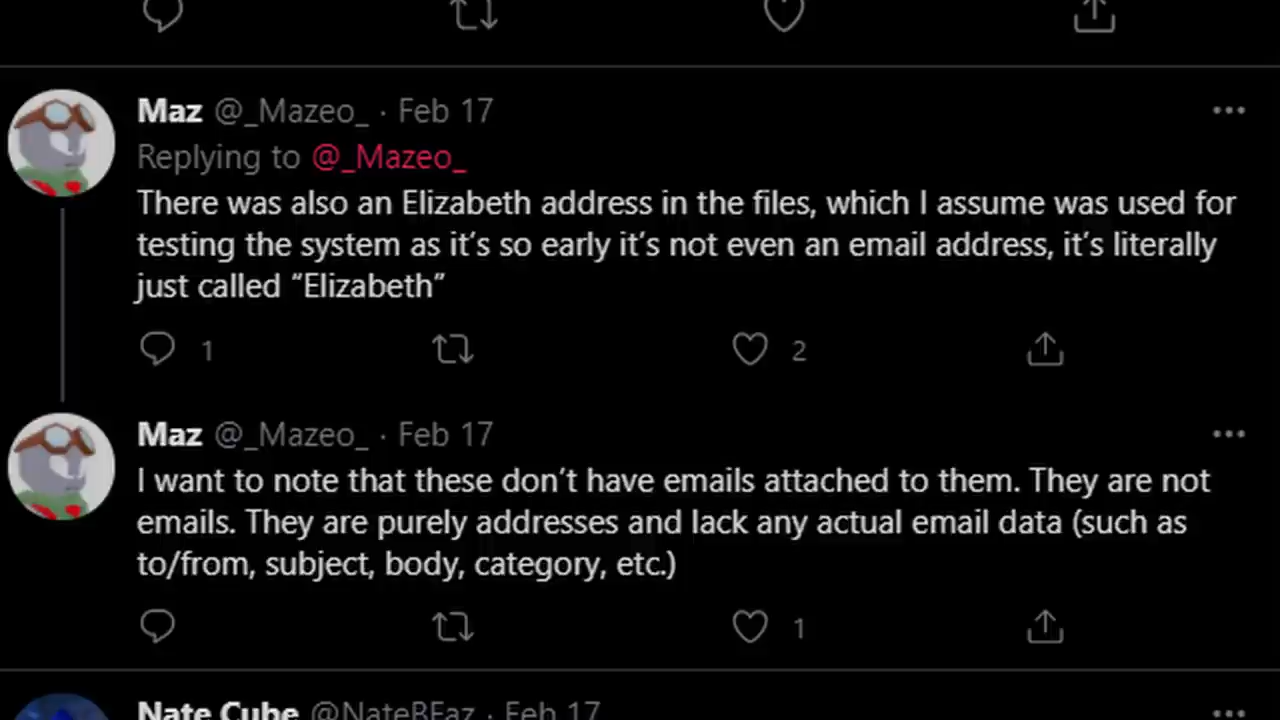 Maz @_Mazeo_ · Feb 17
Replying to @_Mazeo_
There was also an Elizabeth address in the files, which I assume was used for
testing the system as it’s so early it’s not even an email address, it’s literally
just called “Elizabeth”
1 2
Maz @_Mazeo_ · Feb 17
I want to note that these don’t have emails attached to them. They are not
emails. They are purely addresses and lack any actual email data (such as
to/from, subject, body, category, etc.)
1
Nate Cube @NateBFaz · Feb 17